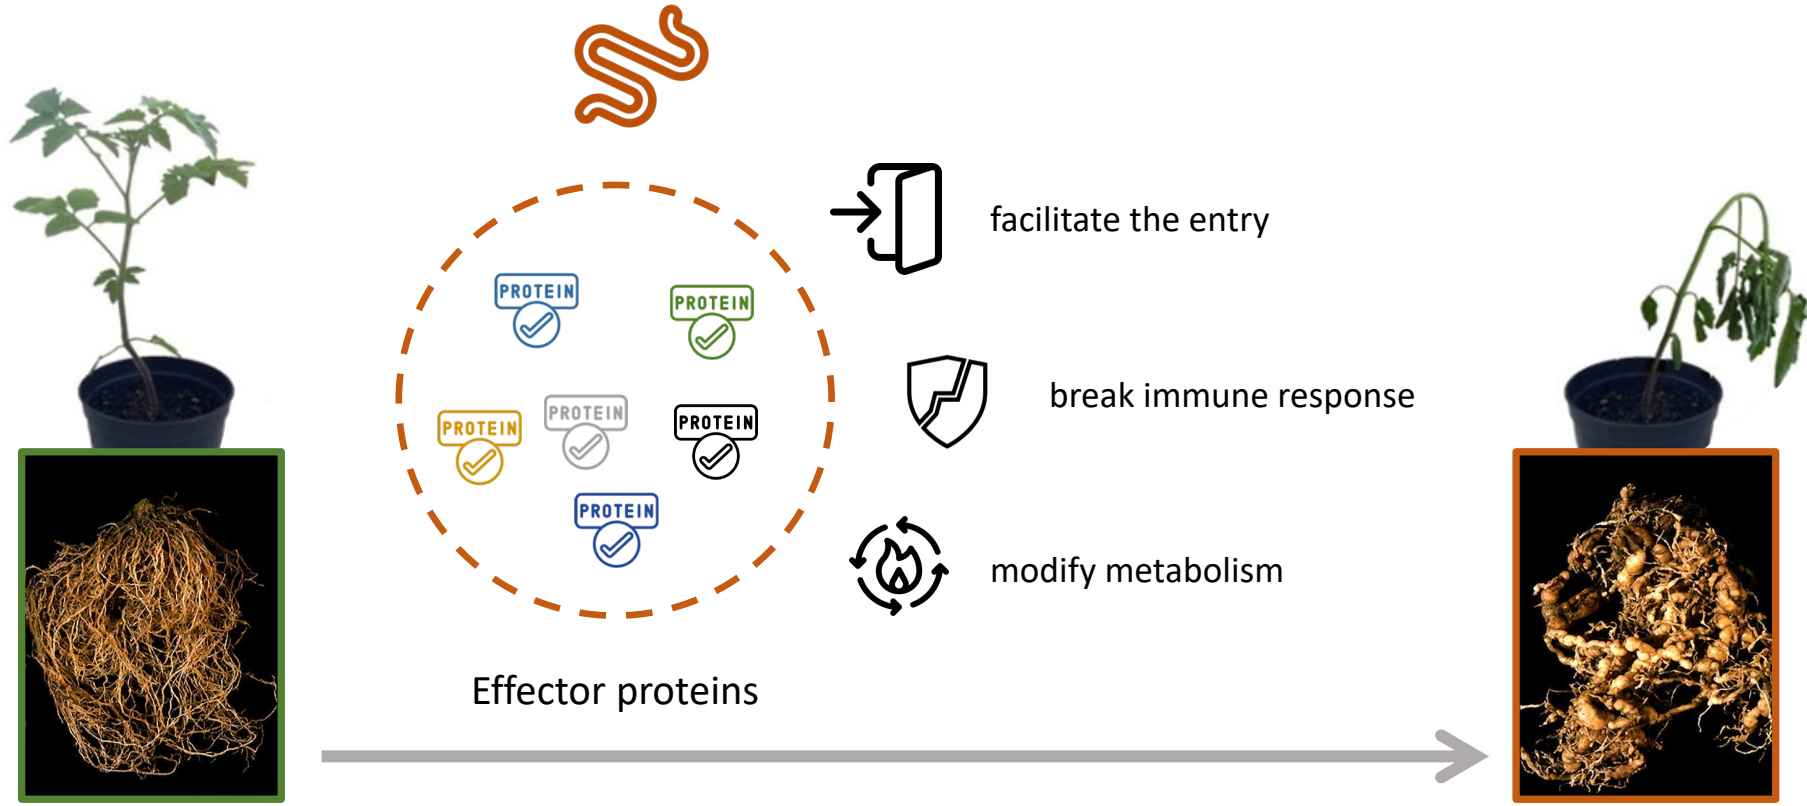 facilitate the entry
PROTEIN
PROTEIN
break immune response
PROTEIN
PROTEIN
PROTEIN
PROTEIN
modify metabolism
Effector proteins